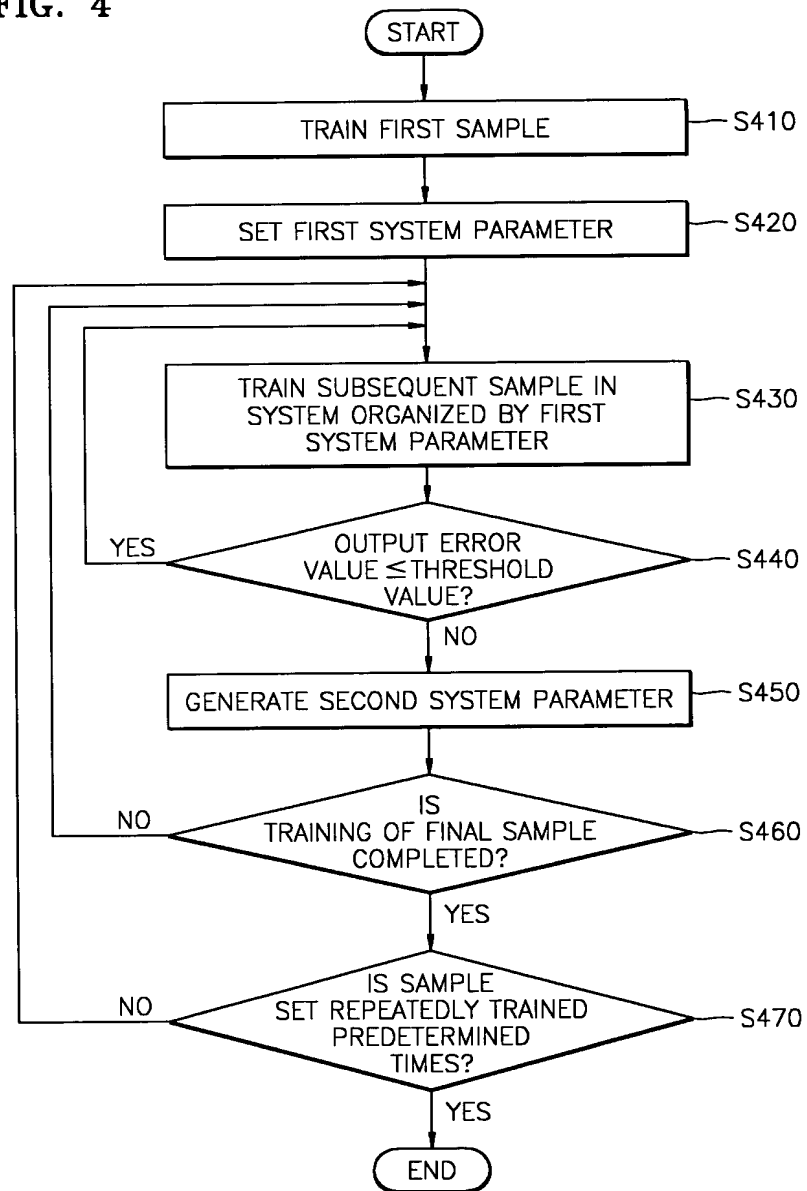 FIG. 4
START
TRAIN FIRST SAMPLE
S410
SET FIRST SYSTEM PARAMETER
S420
TRAIN SUBSEQUENT SAMPLE IN
SYSTEM ORGANIZED BY FIRST
SYSTEM PARAMETER
S430
YES
OUTPUT ERROR
VALUE ≤ THRESHOLD
VALUE?
S440
NO
GENERATE SECOND SYSTEM PARAMETER
S450
NO
IS
TRAINING OF FINAL SAMPLE
COMPLETED?
S460
YES
NO
IS SAMPLE
SET REPEATEDLY TRAINED
PREDETERMINED
TIMES?
S470
YES
END